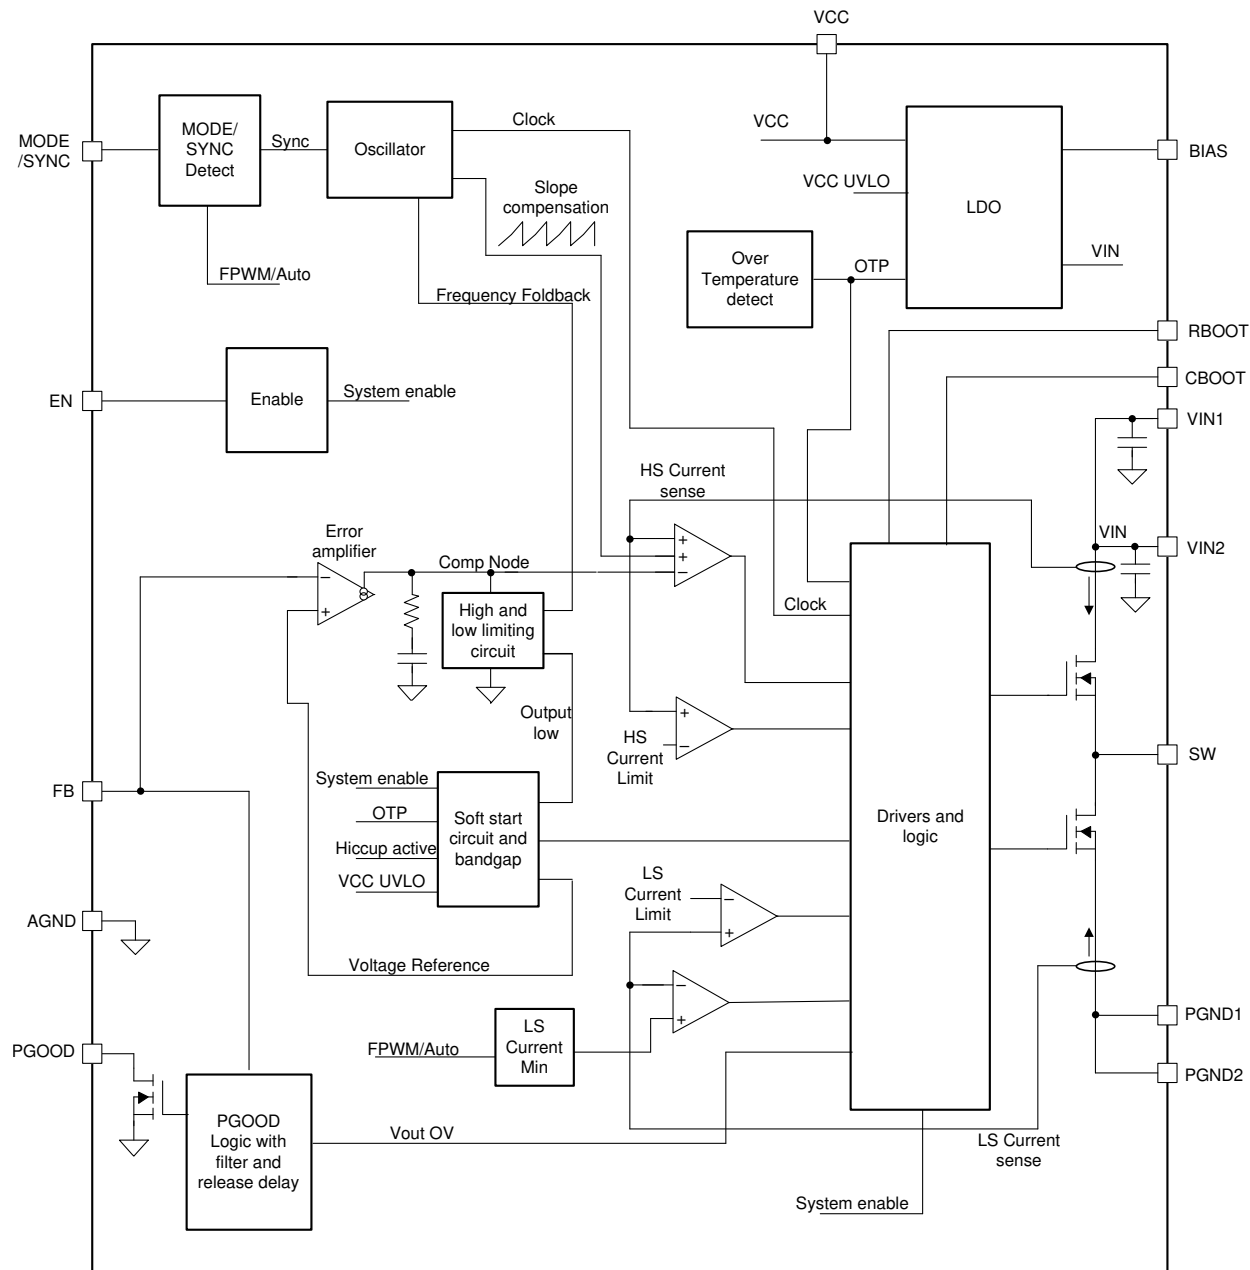 VCC
MODE
/SYNC
MODE/
SYNC
Detect
Sync
Oscillator
Clock
VCC
LDO
BIAS
VCC UVLO
Slope
compensation
FPWM/Auto
Over
Temperature
detect
OTP
VIN
Frequency Foldback
RBOOT
CBOOT
EN
Enable
System enable
VIN1
HS Current
sense
Error
amplifier
−
+
Comp Node
+
+
−
VIN
VIN2
High and
low limiting
circuit
Clock
Output
low
+
−
HS
Current
Limit
SW
FB
System enable
OTP
Hiccup active
VCC UVLO
Soft start
circuit and
bandgap
Drivers and
logic
LS
Current
Limit
−
+
AGND
Voltage Reference
−
+
LS
Current
Min
FPWM/Auto
PGND1
PGOOD
PGND2
PGOOD
Logic with
filter and
release delay
Vout OV
LS Current
sense
System enable